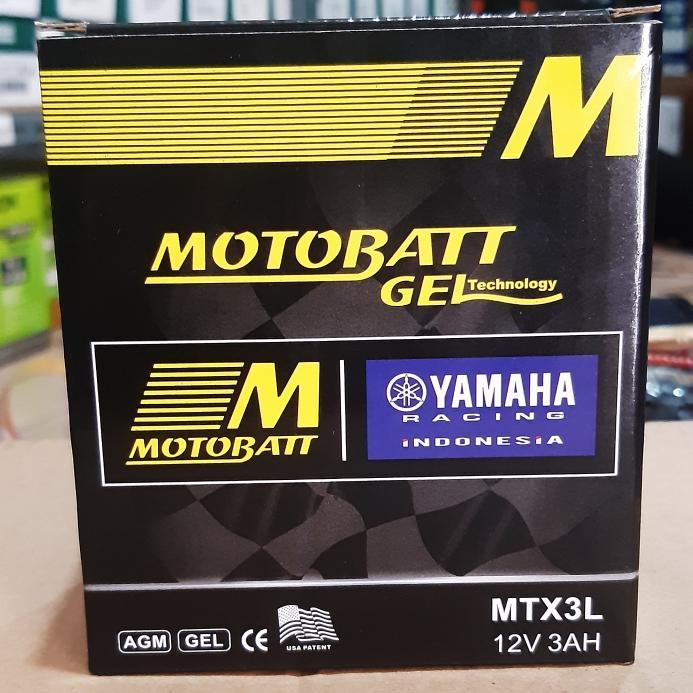 M
MOTOBATT
GEL Technology
M
MOTOBATT
YAMAHA
RACING
INDONESIA
MTX3L
12V 3AH
AGM GEL CE
USA PATENT